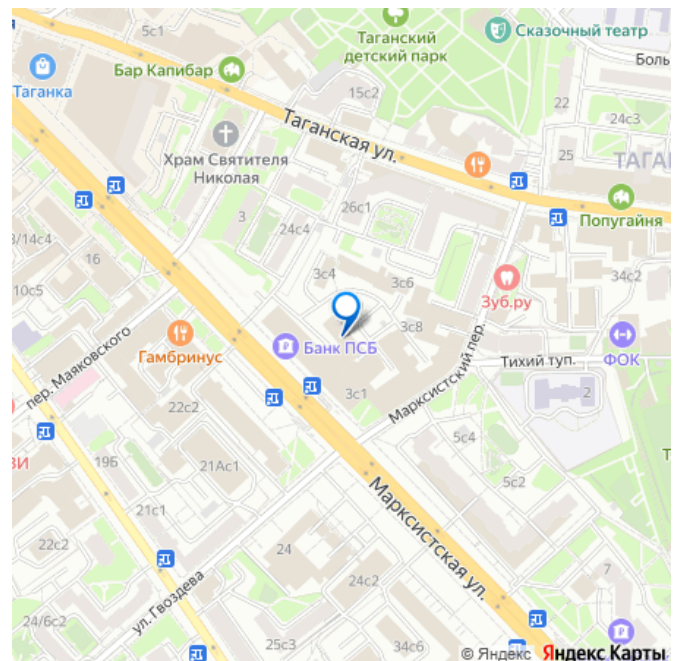 5с1
Таганский
детский парк
Сказочный театр
Бар Капибар
Таганка
15с2
22
24с3
Таганская ул.
25
Храм Святителя
Николая
Попугайня
26с1
3
24с4
3/14с4
16
3с4
3с6
34с2
10с5
Зуб.ру
3с8
Гамбринус
Банк ПСБ
пер. Маяковского
Марксистский пер.
Тихий туп.
ФОК
2
3с1
22с2
5с4
19Б
21Ас1
5с2
21с1
Марксистская ул.
22с2
24
7
ул. Гвоздева
24с2
24/6с2
25с3
34с6
© Яндекс Яндекс Карты